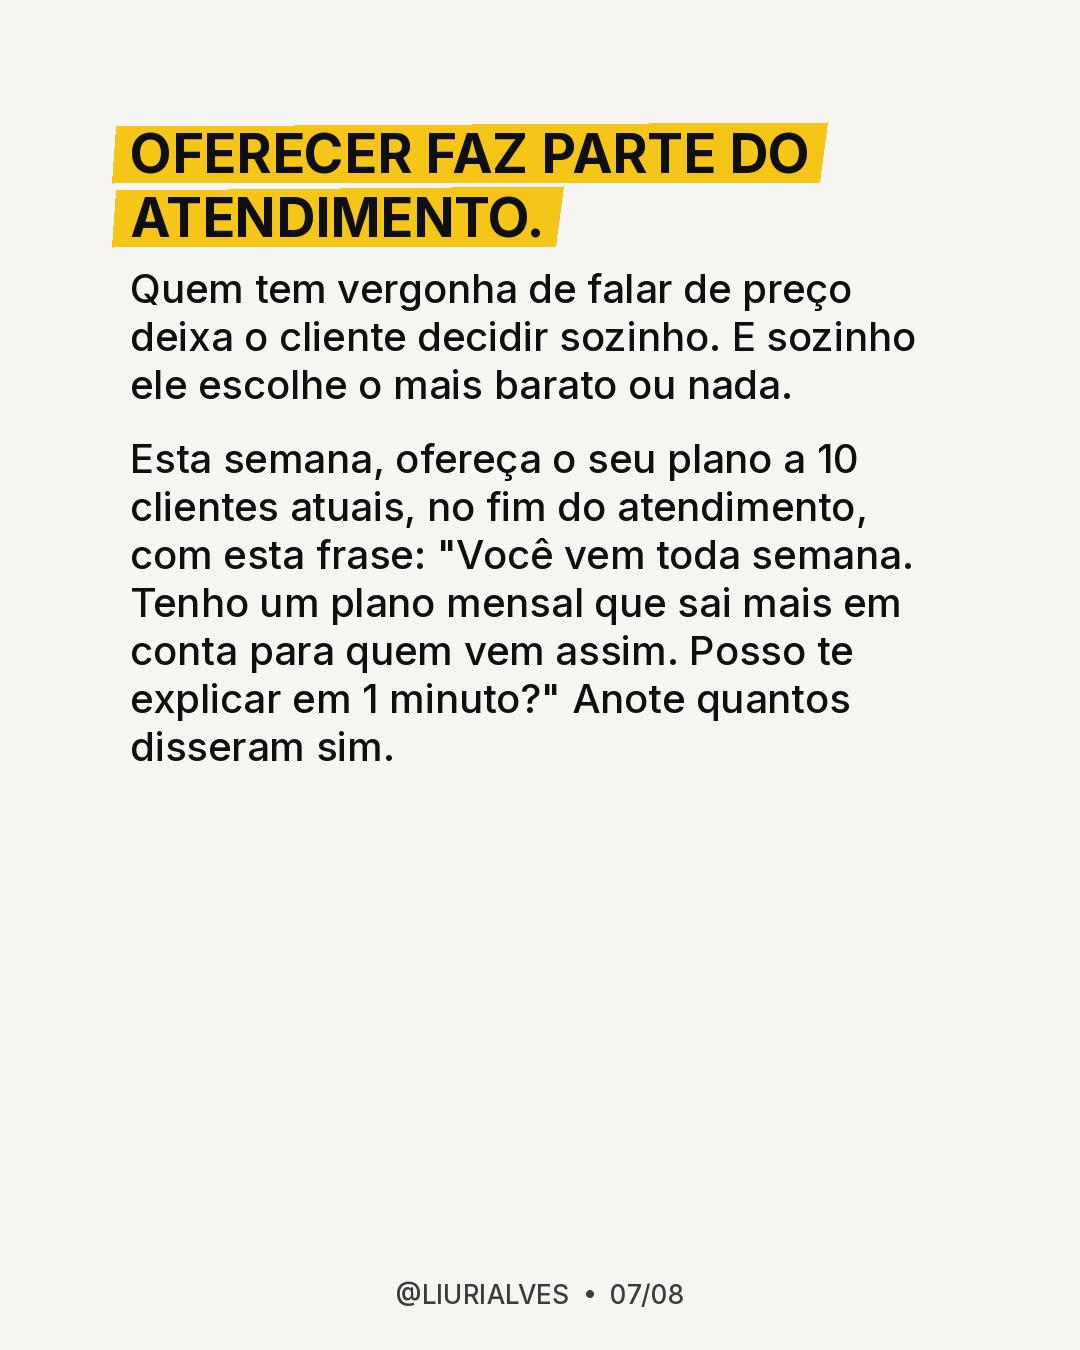 OFERECER FAZ PARTE DO
ATENDIMENTO.
Quem tem vergonha de falar de preço
deixa o cliente decidir sozinho. E sozinho
ele escolhe o mais barato ou nada.
Esta semana, ofereça o seu plano a 10
clientes atuais, no fim do atendimento,
com esta frase: "Você vem toda semana.
Tenho um plano mensal que sai mais em
conta para quem vem assim. Posso te
explicar em 1 minuto?" Anote quantos
disseram sim.
@LIURIALVES • 07/08